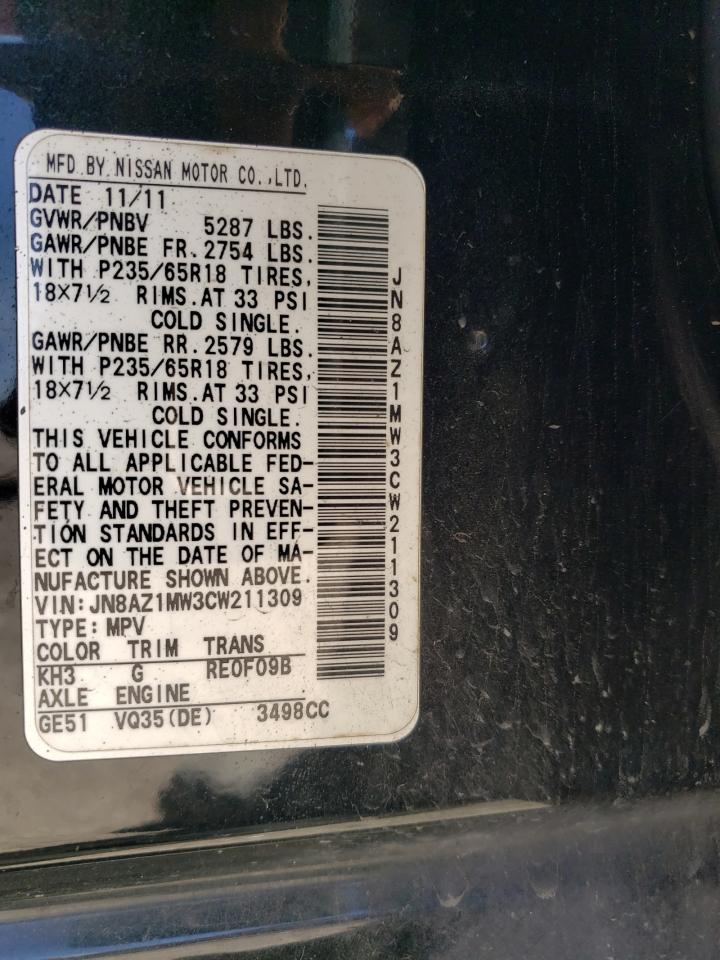 MFD. BY. NISSAN MOTOR CO.,LTD.
DATE 11/11
GVWR/PNBV 5287 LBS.
GAWR/PNBE FR. 2754 LBS.
WITH P235/65R18 TIRES,
18×7½ RIMS. AT 33 PSI
COLD SINGLE.
GAWR/PNBE RR. 2579 LBS.
WITH P235/65R18 TIRES,
18×7½ RIMS. AT 33 PSI
COLD SINGLE.
THIS VEHICLE CONFORMS
TO ALL APPLICABLE FED-
ERAL MOTOR VEHICLE SA-
FETY AND THEFT PREVEN-
TION STANDARDS IN EFF-
ECT ON THE DATE OF MA-
NUFACTURE SHOWN ABOVE.
VIN: JN8AZ1MW3CW211309
TYPE: MPV
COLOR TRIM TRANS
KH3 G RE0F09B
AXLE ENGINE
GE51 VQ35(DE) 3498CC
JN8AZ1MW3CW211309